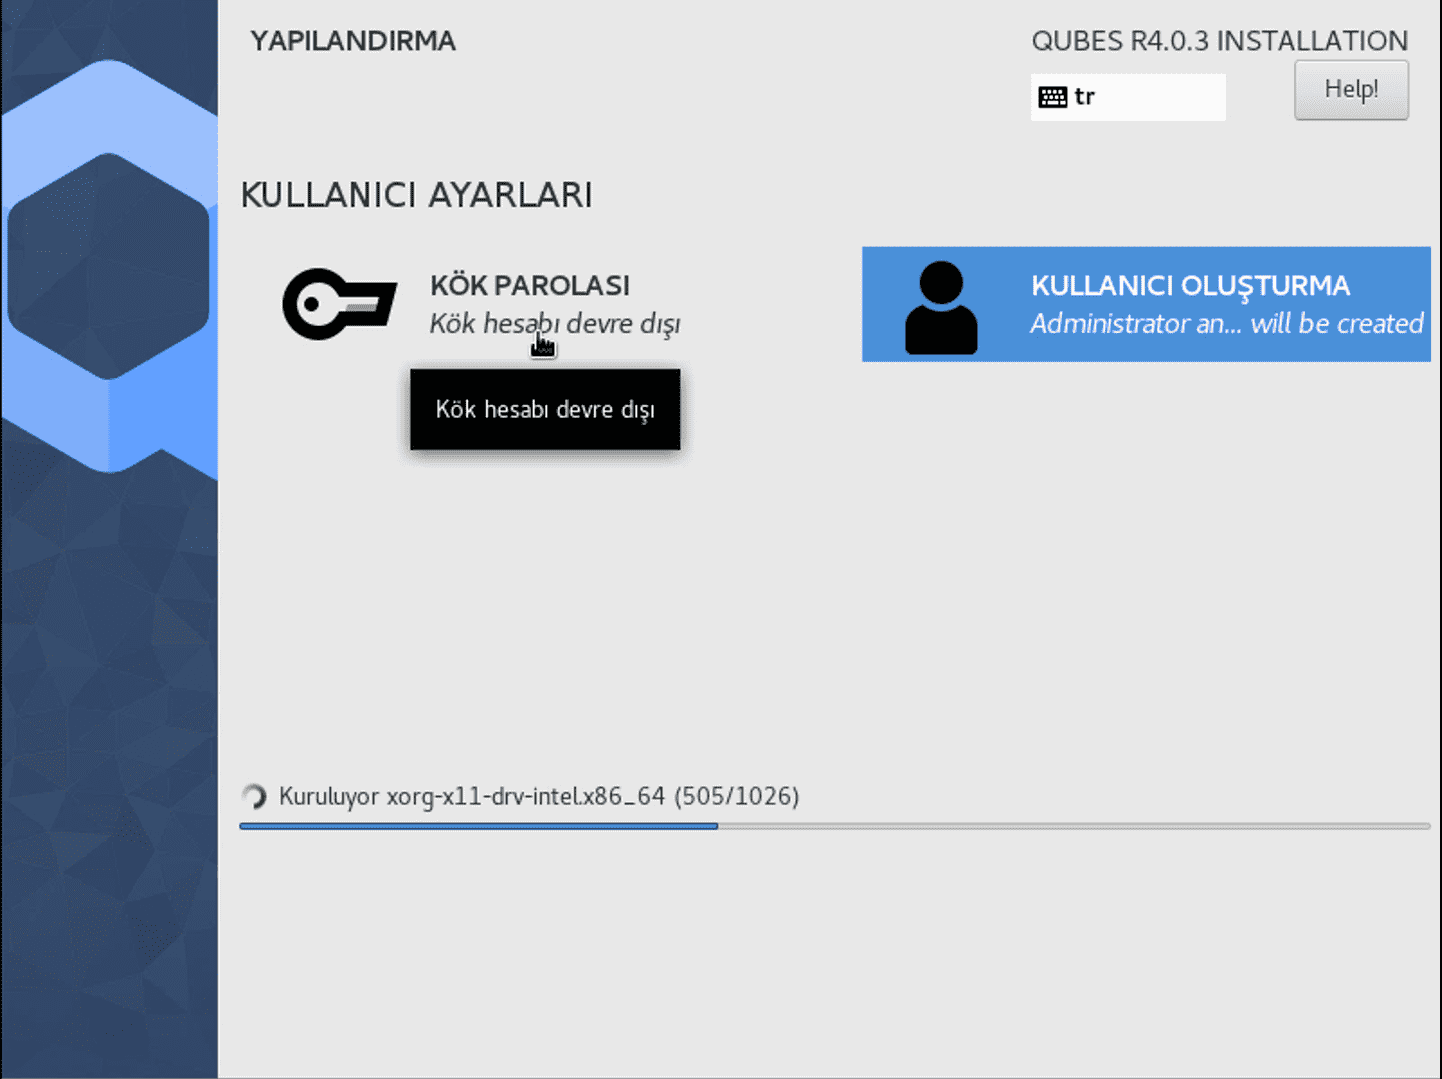 YAPILANDIRMA
QUBES R4.0.3 INSTALLATION
tr
Help!
KULLANICI AYARLARI
KÖK PAROLASI
Kök hesabı devre dışı
KULLANICI OLUŞTURMA
Administrator an... will be created
Kök hesabı devre dışı
Kuruluyor xorg-x11-drv-intel.x86_64 (505/1026)